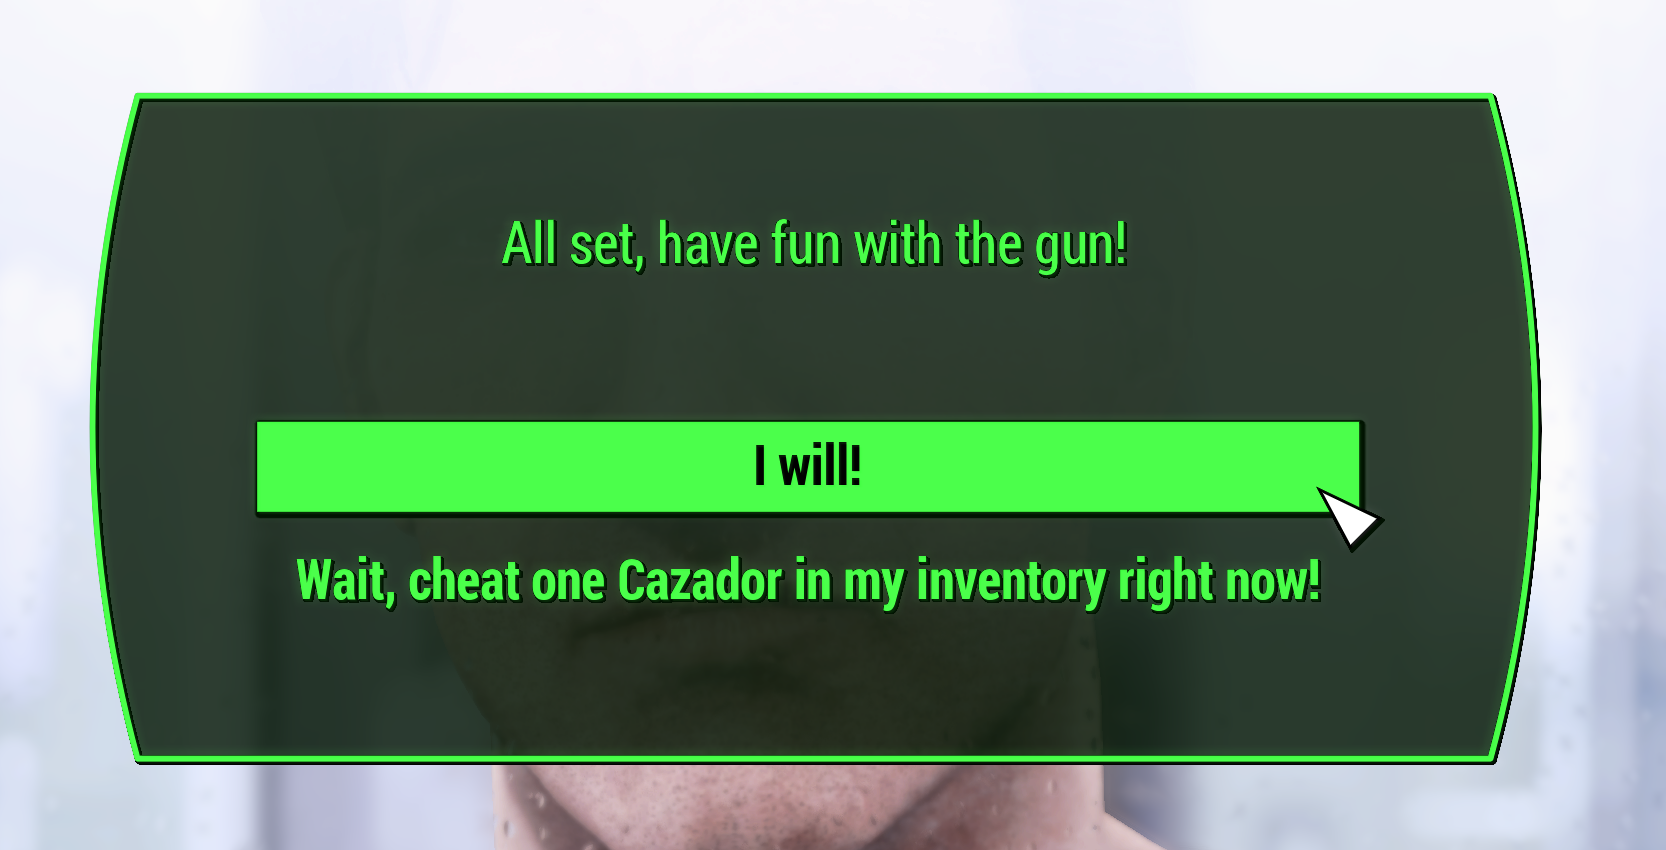 All set, have fun with the gun!
I will!
Wait, cheat one Cazador in my inventory right now!